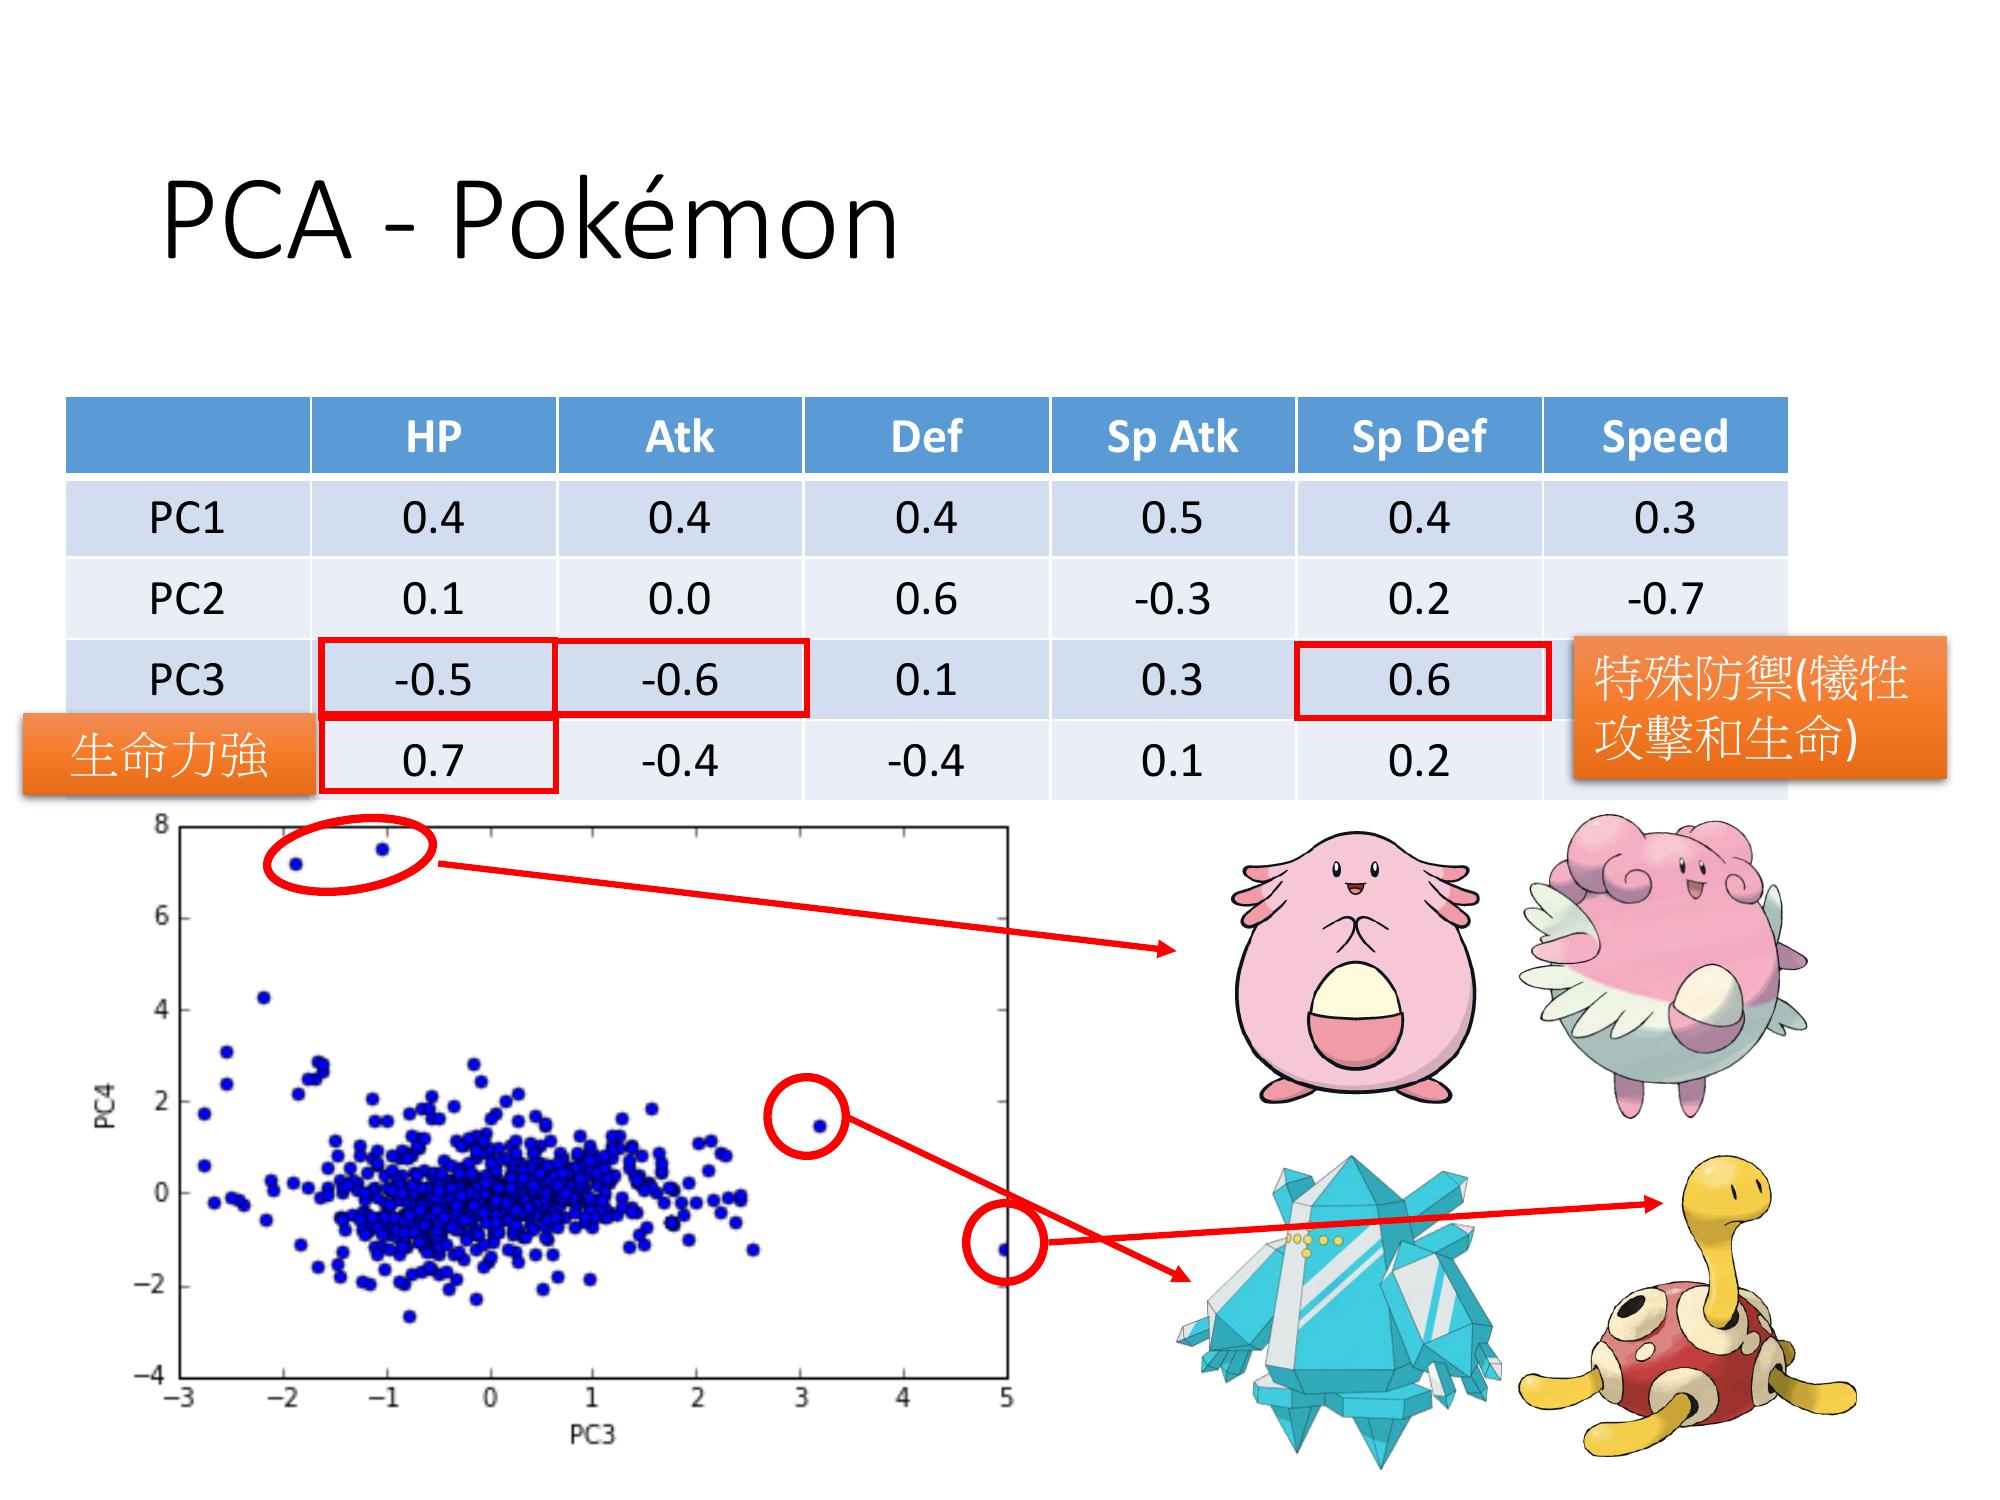 PCA - Pokémon
HP Atk Def Sp Atk Sp Def Speed
PC1 0.4 0.4 0.4 0.5 0.4 0.3
PC2 0.1 0.0 0.6 -0.3 0.2 -0.7
PC3 -0.5 -0.6 0.1 0.3 0.6
特殊防禦(犧牲
攻擊和生命)
生命力強 0.7 -0.4 -0.4 0.1 0.2
8
6
4
2
0
−2
−4
PC4
−3 −2 −1 0 1 2 3 4 5
PC3